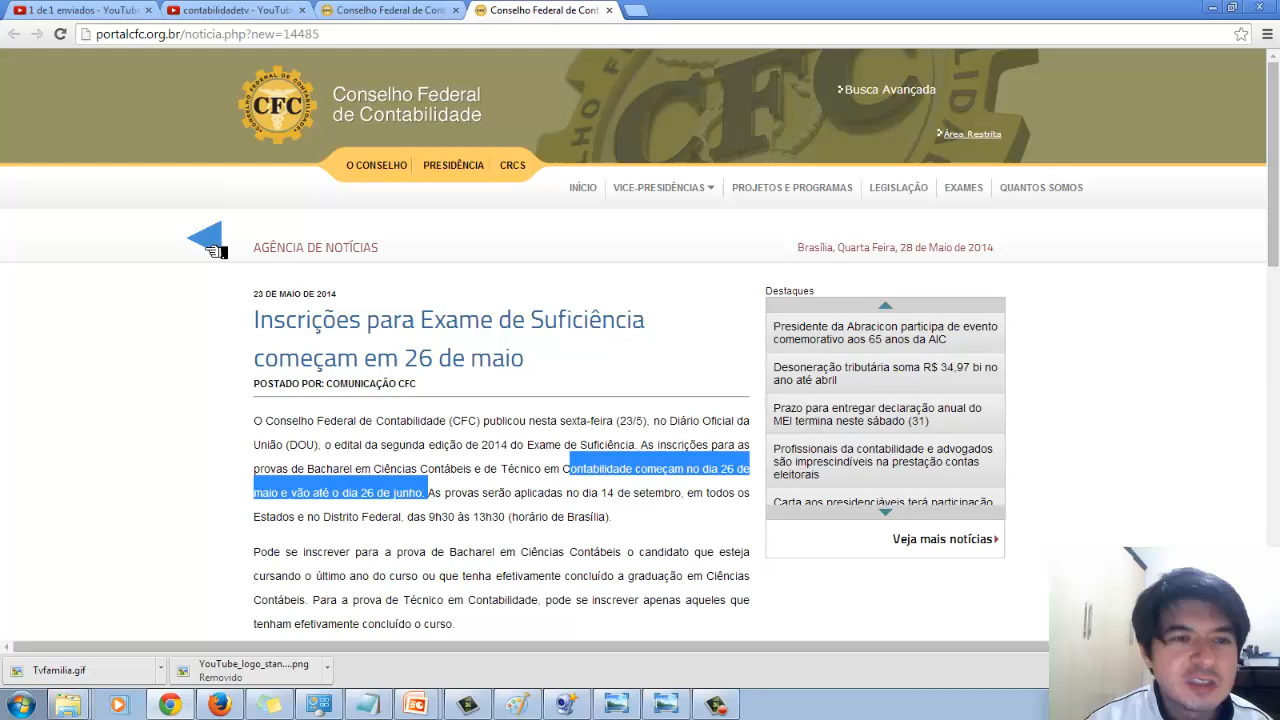 1 de 1 enviados - YouTube
contabilidadetv - YouTube
Conselho Federal de Cont
Conselho Federal de Cont
portalcfc.org.br/noticia.php?new=14485
CFC
Conselho Federal
de Contabilidade
Busca Avançada
Área Restrita
O CONSELHO
PRESIDÊNCIA
CRCS
INÍCIO
VICE-PRESIDÊNCIAS
PROJETOS E PROGRAMAS
LEGISLAÇÃO
EXAMES
QUANTOS SOMOS
AGÊNCIA DE NOTÍCIAS
Brasília, Quarta Feira, 28 de Maio de 2014
23 DE MAIO DE 2014
Inscrições para Exame de Suficiência
começam em 26 de maio
POSTADO POR: COMUNICAÇÃO CFC
O Conselho Federal de Contabilidade (CFC) publicou nesta sexta-feira (23/5), no Diário Oficial da
União (DOU), o edital da segunda edição de 2014 do Exame de Suficiência. As inscrições para as
provas de Bacharel em Ciências Contábeis e de Técnico em Contabilidade começam no dia 26 de
maio e vão até o dia 26 de junho. As provas serão aplicadas no dia 14 de setembro, em todos os
Estados e no Distrito Federal, das 9h30 às 13h30 (horário de Brasília).
Pode se inscrever para a prova de Bacharel em Ciências Contábeis o candidato que esteja
cursando o último ano do curso ou que tenha efetivamente concluído a graduação em Ciências
Contábeis. Para a prova de Técnico em Contabilidade, pode se inscrever apenas aqueles que
tenham efetivamente concluído o curso.
Destaques
Presidente da Abracicon participa de evento
comemorativo aos 65 anos da AIC
Desoneração tributária soma R$ 34,97 bi no
ano até abril
Prazo para entregar declaração anual do
MEI termina neste sábado (31)
Profissionais da contabilidade e advogados
são imprescindíveis na prestação contas
eleitorais
Carta aos presidenciáveis terá participação
Veja mais notícias
Tvfamilia.gif
YouTube_logo_stan....png
Removido